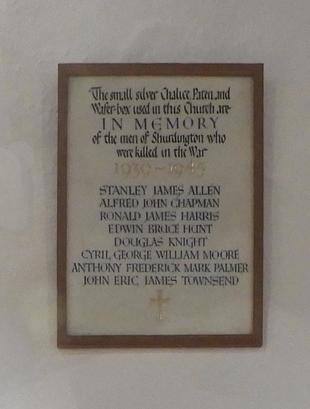 The small silver Chalice, Paten, and
Wafer-box used in this Church are
IN MEMORY
of the men of Shurdington who
were killed in the War
1939-1945
STANLEY JAMES ALLEN
ALFRED JOHN CHAPMAN
RONALD JAMES HARRIS
EDWIN BRUCE HUNT
DOUGLAS KNIGHT
CYRIL GEORGE WILLIAM MOORE
ANTHONY FREDERICK MARK PALMER
JOHN ERIC JAMES TOWNSEND